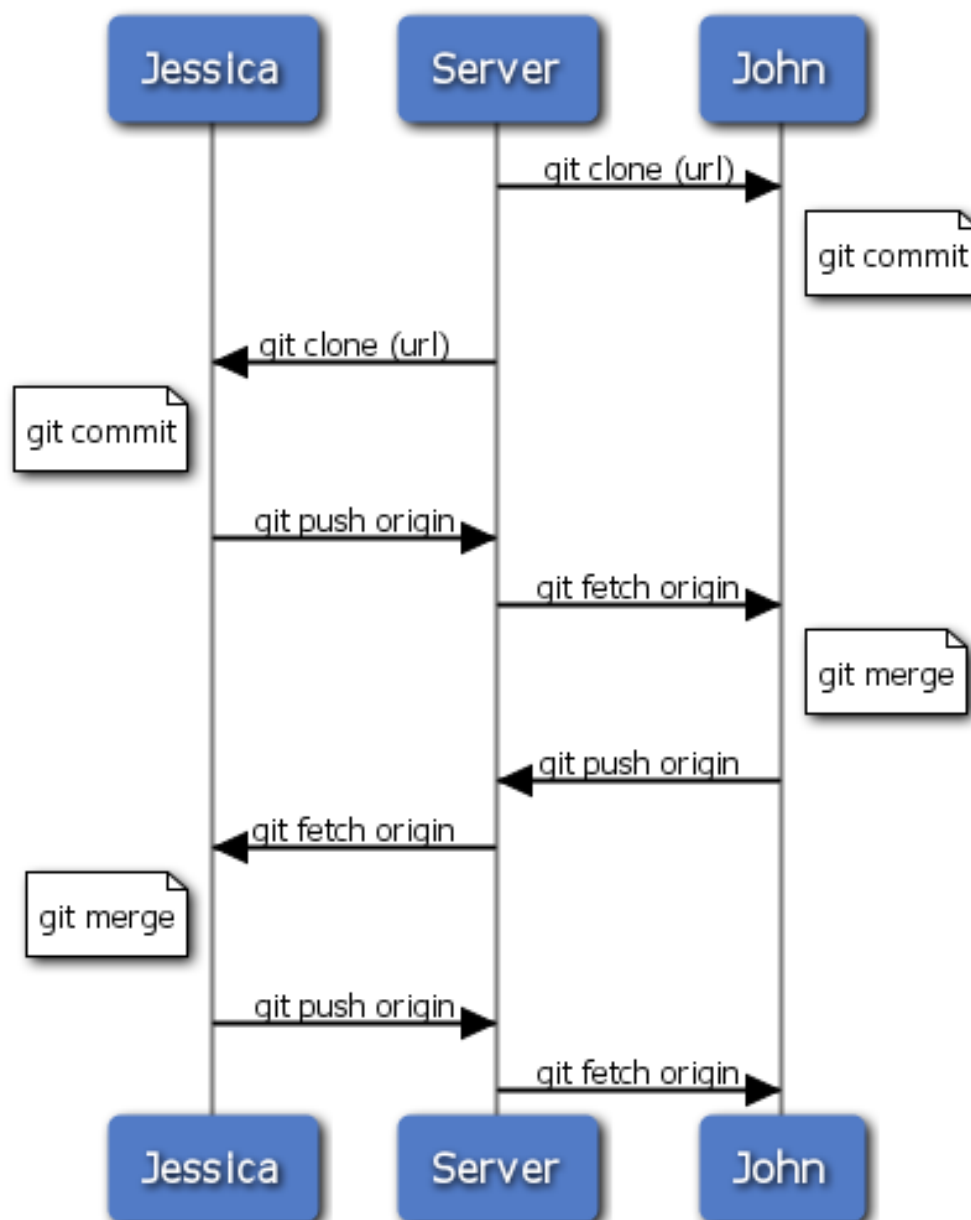 Jessica
Server
John
git clone (url)
git commit
git clone (url)
git commit
git push origin
git fetch origin
git merge
git push origin
git fetch origin
git merge
git push origin
git fetch origin
Jessica
Server
John